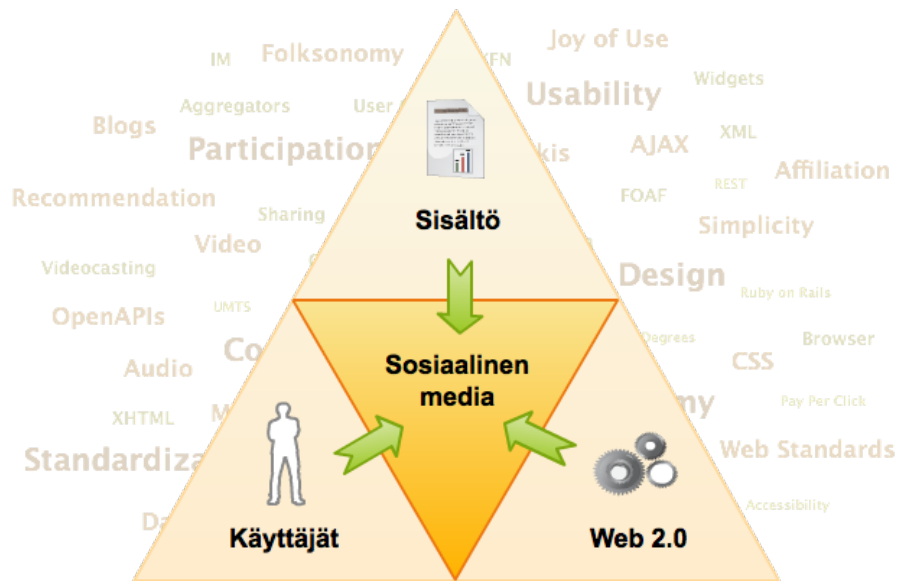 Joy of Use
IM
Folksonomy
Widgets
Usability
Aggregators
User
Blogs
XML
Participation
AJAX
Affiliation
REST
Recommendation
FOAF
Sharing
Sisältö
Simplicity
Video
Videocasting
Design
Ruby on Rails
UMTS
OpenAPIs
Degrees
Browser
Sosiaalinen
media
Audio
CSS
Pay Per Click
XHTML
Web Standards
Accessibility
Käyttäjät
Web 2.0